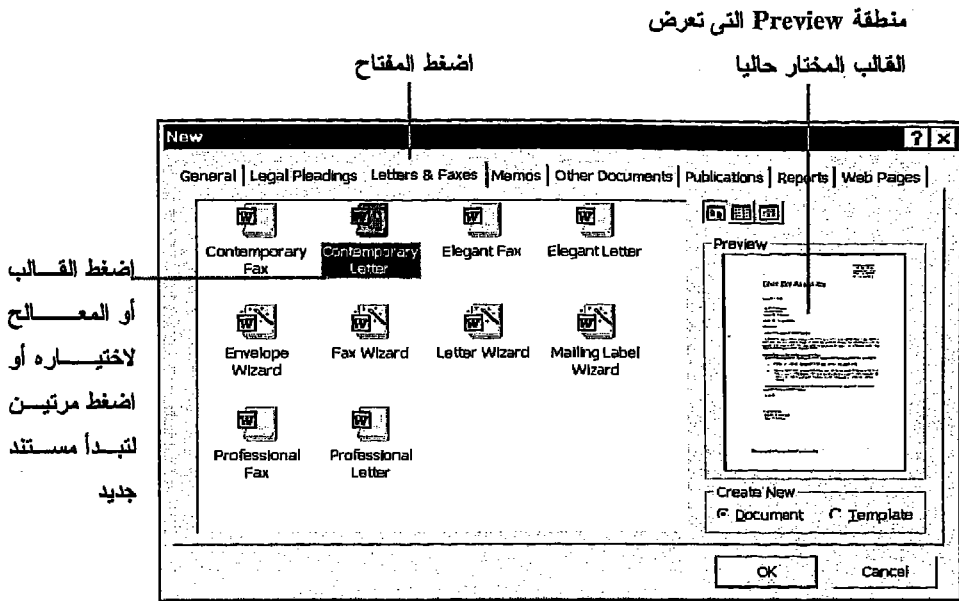 منطقة Preview التى تعرض
القالب المختار حاليا
اضغط المفتاح
New
General Legal Pleadings Letters & Faxes Memos Other Documents Publications Reports Web Pages
Contemporary Fax
Contemporary Letter
Elegant Fax
Elegant Letter
Envelope Wizard
Fax Wizard
Letter Wizard
Mailing Label Wizard
Professional Fax
Professional Letter
Preview
Create New
Document Template
OK Cancel
إضغط القالب
أو المعالح
لاختياره أو
اضغط مرتين
لتبدأ مستند
جديد